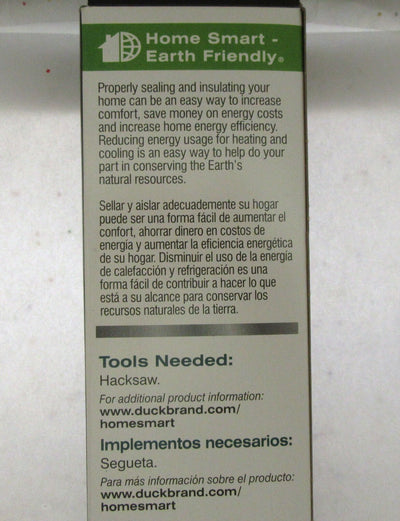 Home Smart -
Earth Friendly®
Properly sealing and insulating your
home can be an easy way to increase
comfort, save money on energy costs
and increase home energy efficiency.
Reducing energy usage for heating and
cooling is an easy way to help do your
part in conserving the Earth's
natural resources.
Sellar y aislar adecuademente su hogar
puede ser una forma fácil de aumentar el
confort, ahorrar dinero en costos de
energía y aumentar la eficiencia energética
de su hogar. Disminuir el uso de la energía
de calefacción y refrigeración es una
forma fácil de contribuir a hacer lo que
está a su alcance para conservar los
recursos naturales de la tierra.
Tools Needed:
Hacksaw.
For additional product information:
www.duckbrand.com/
homesmart
Implementos necesarios:
Segueta.
Para más información sobre el producto:
www.duckbrand.com/
homesmart